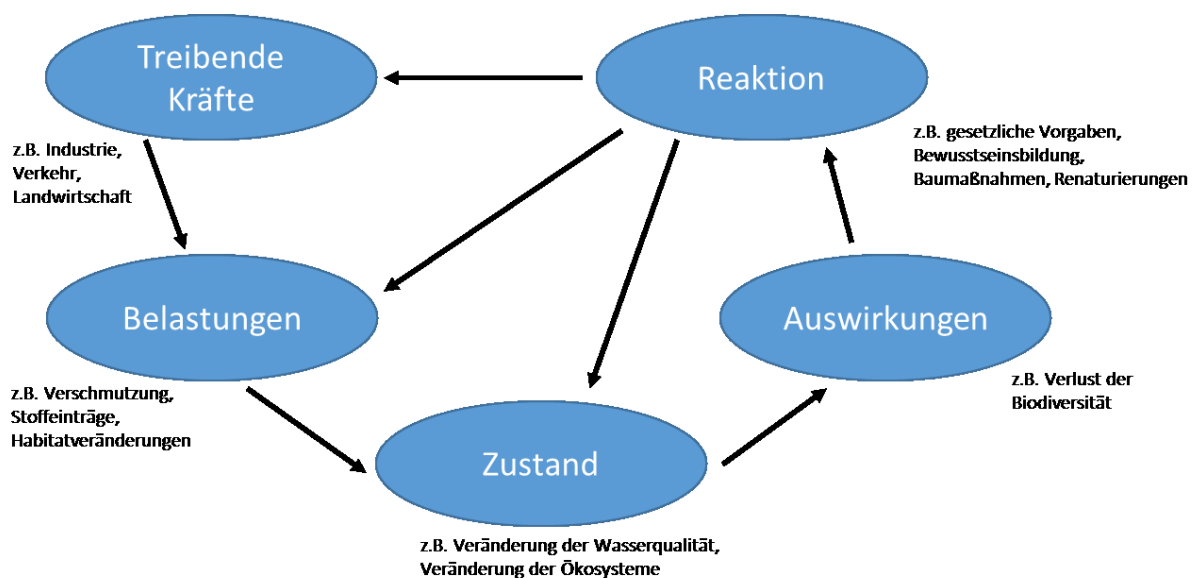 Treibende
Kräfte
Reaktion
z.B. Industrie,
Verkehr,
Landwirtschaft
z.B. gesetzliche Vorgaben,
Bewusstseinsbildung,
Baumaßnahmen, Renaturierungen
Belastungen
Auswirkungen
z.B. Verschmutzung,
Stoffeinträge,
Habitatveränderungen
z.B. Verlust der
Biodiversität
Zustand
z.B. Veränderung der Wasserqualität,
Veränderung der Ökosysteme